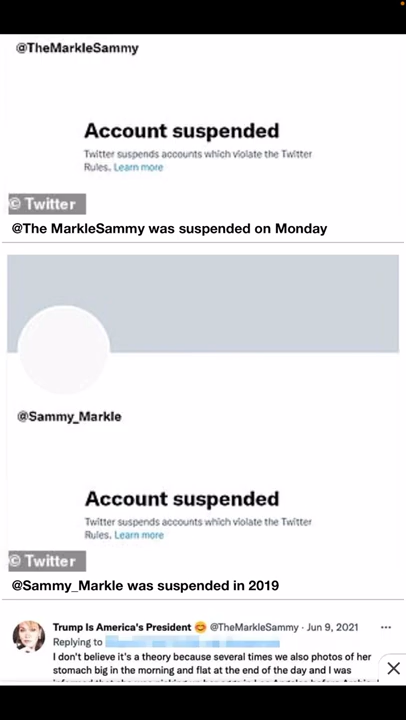 @TheMarkleSammy
Account suspended
Twitter suspends accounts which violate the Twitter
Rules. Learn more
© Twitter
@The MarkleSammy was suspended on Monday
@Sammy_Markle
Account suspended
Twitter suspends accounts which violate the Twitter
Rules. Learn more
© Twitter
@Sammy_Markle was suspended in 2019
Trump Is America's President 😊 @TheMarkleSammy · Jun 9, 2021 ...
Replying to
I don't believe it's a theory because several times we also photos of her
stomach big in the morning and flat at the end of the day and I was